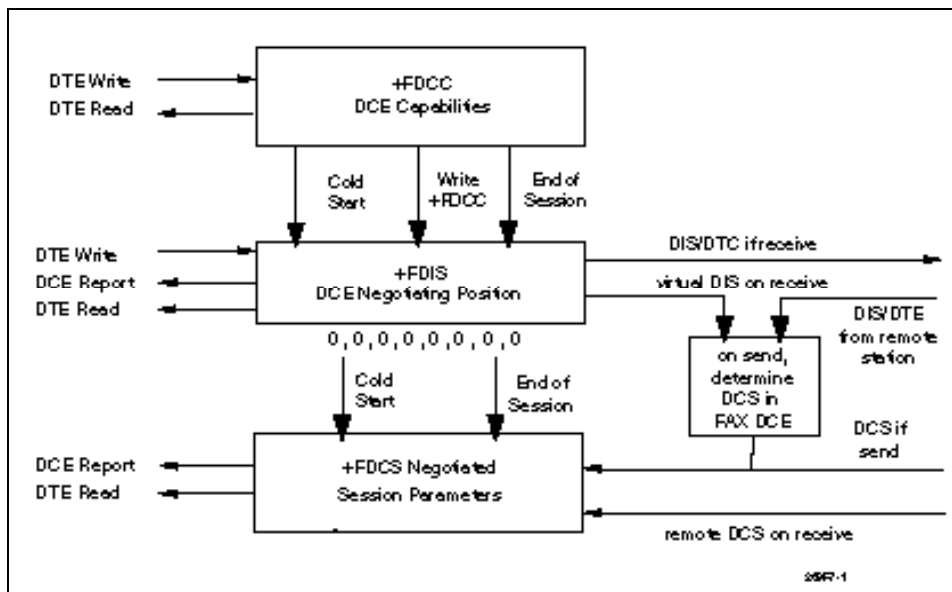 +FDCC
DCE Capabilities
DTE Write
DTE Read
Cold
Start
Write
+FDCC
End of
Session
DTE Write
DCE Report
DTE Read
+FDIS
DCE Negotiating Position
DIS/DTC if receive
virtual DIS on receive
DIS/DTE
from remote
station
0,0,0,0,0,0,0,0
Cold
Start
End of
Session
on send,
determine
DCS in
FAX DCE
DCS if
send
DCE Report
DTE Read
+FDCS Negotiated
Session Parameters
remote DCS on receive